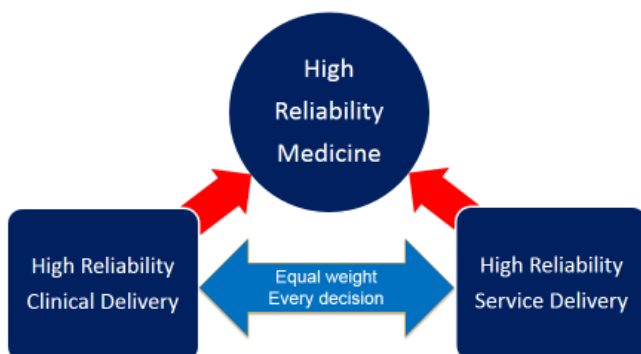 High
Reliability
Medicine
High Reliability
Clinical Delivery
Equal weight
Every decision
High Reliability
Service Delivery